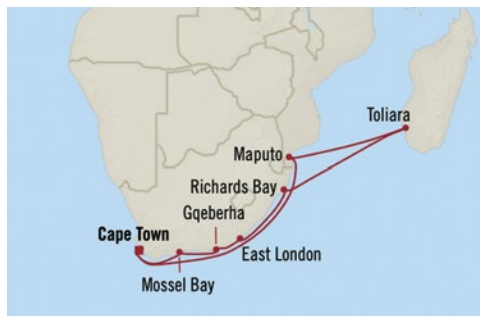 Toliara
Maputo
Richards Bay
Gqeberha
Cape Town
East London
Mossel Bay